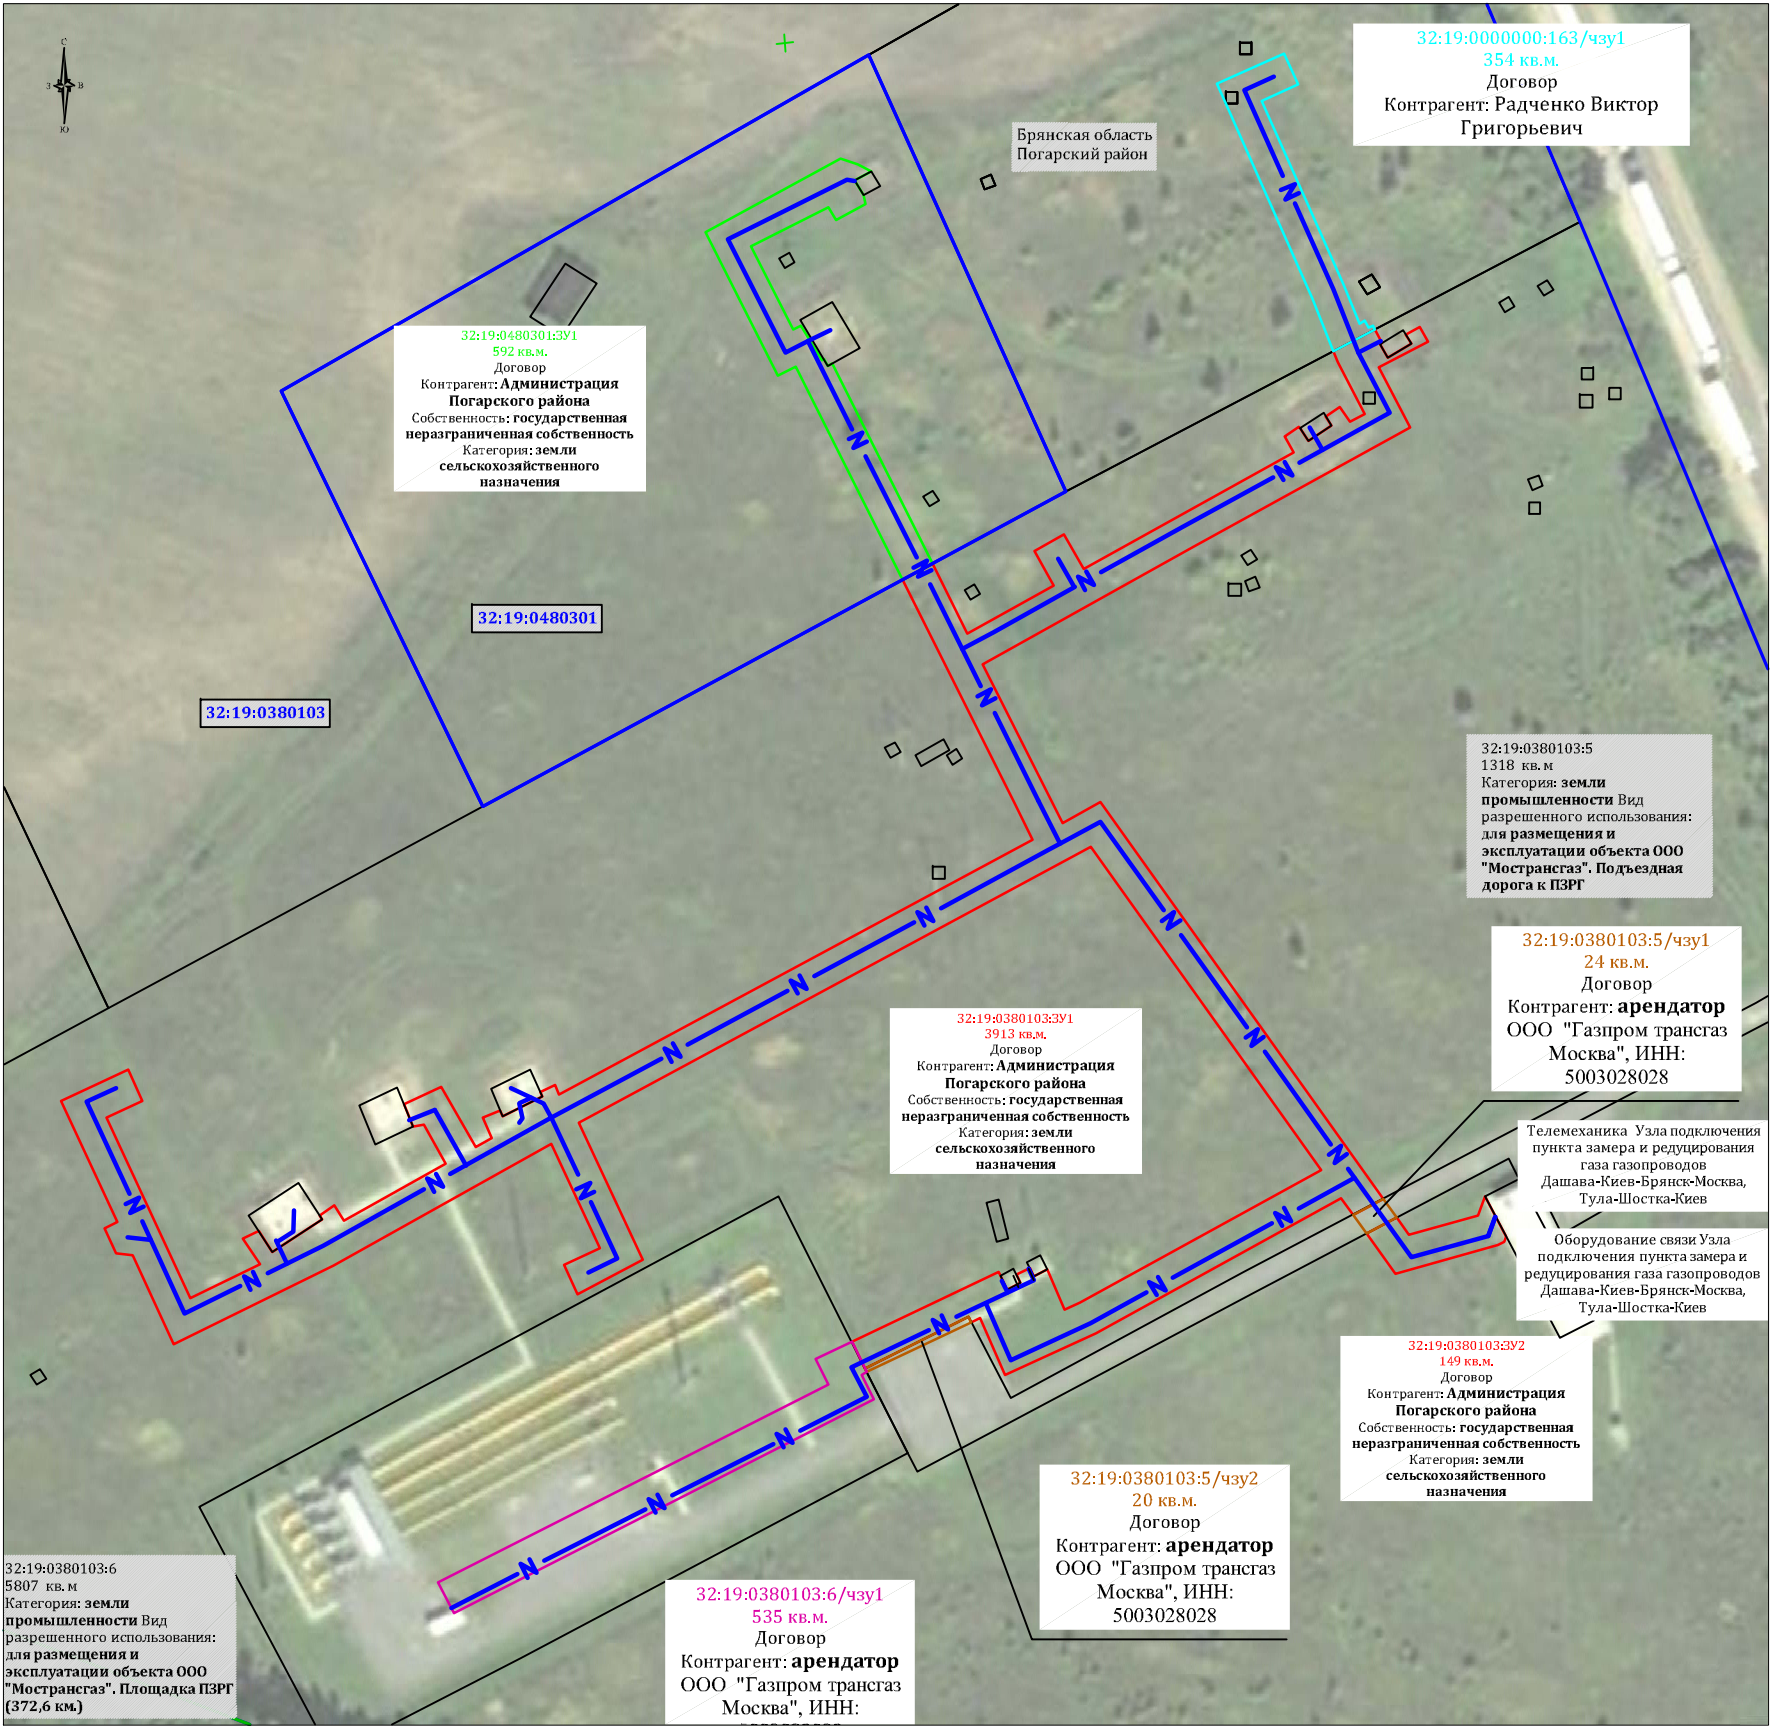 С
З В
Ю
32:19:0000000:163/чзу1
354 кв.м.
Договор
Контрагент: Радченко Виктор
Григорьевич
Брянская область
Погарский район
32:19:0480301:ЗУ1
592 кв.м.
Договор
Контрагент: Администрация
Погарского района
Собственность: государственная
неразграниченная собственность
Категория: земли
сельскохозяйственного
назначения
N
N
N
N
N
32:19:0480301
32:19:0380103
N
32:19:0380103:5
1318 кв. м
Категория: земли
промышленности Вид
разрешенного использования:
для размещения и
эксплуатации объекта ООО
"Мострансгаз". Подъездная
дорога к ПЗРГ
N
N
N
N
N
32:19:0380103:5/чзу1
24 кв.м.
Договор
Контрагент: арендатор
ООО "Газпром трансгаз
Москва", ИНН:
5003028028
32:19:0380103:ЗУ1
3913 кв.м.
Договор
Контрагент: Администрация
Погарского района
Собственность: государственная
неразграниченная собственность
Категория: земли
сельскохозяйственного
назначения
Телемеханика Узла подключения
пункта замера и редуцирования
газа газопроводов
Дашава-Киев-Брянск-Москва,
Тула-Шостка-Киев
N
N
N
N
N
Y
N
N
Оборудование связи Узла
подключения пункта замера и
редуцирования газа газопроводов
Дашава-Киев-Брянск-Москва,
Тула-Шостка-Киев
N
32:19:0380103:ЗУ2
149 кв.м.
Договор
Контрагент: Администрация
Погарского района
Собственность: государственная
неразграниченная собственность
Категория: земли
сельскохозяйственного
назначения
N
N
N
32:19:0380103:5/чзу2
20 кв.м.
Договор
Контрагент: арендатор
ООО "Газпром трансгаз
Москва", ИНН:
5003028028
32:19:0380103:6
5807 кв. м
Категория: земли
промышленности Вид
разрешенного использования:
для размещения и
эксплуатации объекта ООО
"Мострансгаз". Площадка ПЗРГ
(372,6 км.)
32:19:0380103:6/чзу1
535 кв.м.
Договор
Контрагент: арендатор
ООО "Газпром трансгаз
Москва", ИНН: